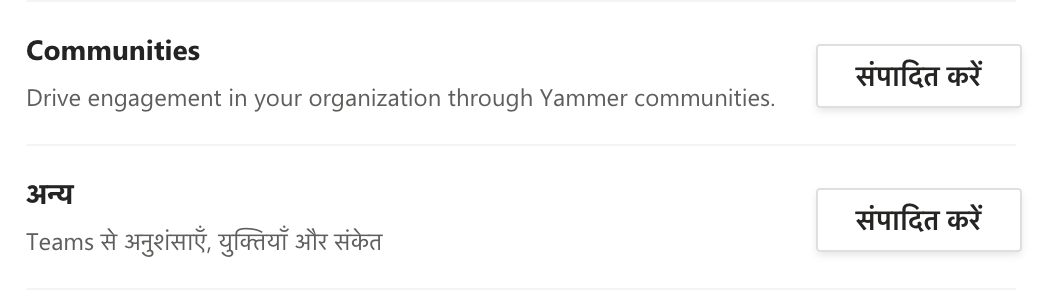 Communities
संपादित करें
Drive engagement in your organization through Yammer communities.
अन्य
संपादित करें
Teams से अनुशंसाएँ, युक्तियाँ और संकेत